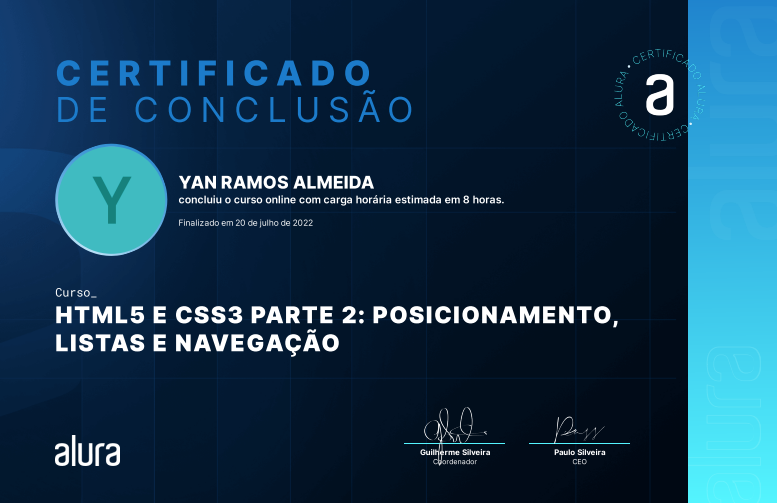 CERTIFICADO
DE CONCLUSÃO
CERTIFICADO ALURA • CERTIFICADO ALURA •
a
Y
YAN RAMOS ALMEIDA
concluiu o curso online com carga horária estimada em 8 horas.
Finalizado em 20 de julho de 2022
Curso_
HTML5 E CSS3 PARTE 2: POSICIONAMENTO,
LISTAS E NAVEGAÇÃO
alura
Guilherme Silveira
Coordenador
Paulo Silveira
CEO
alura
alura